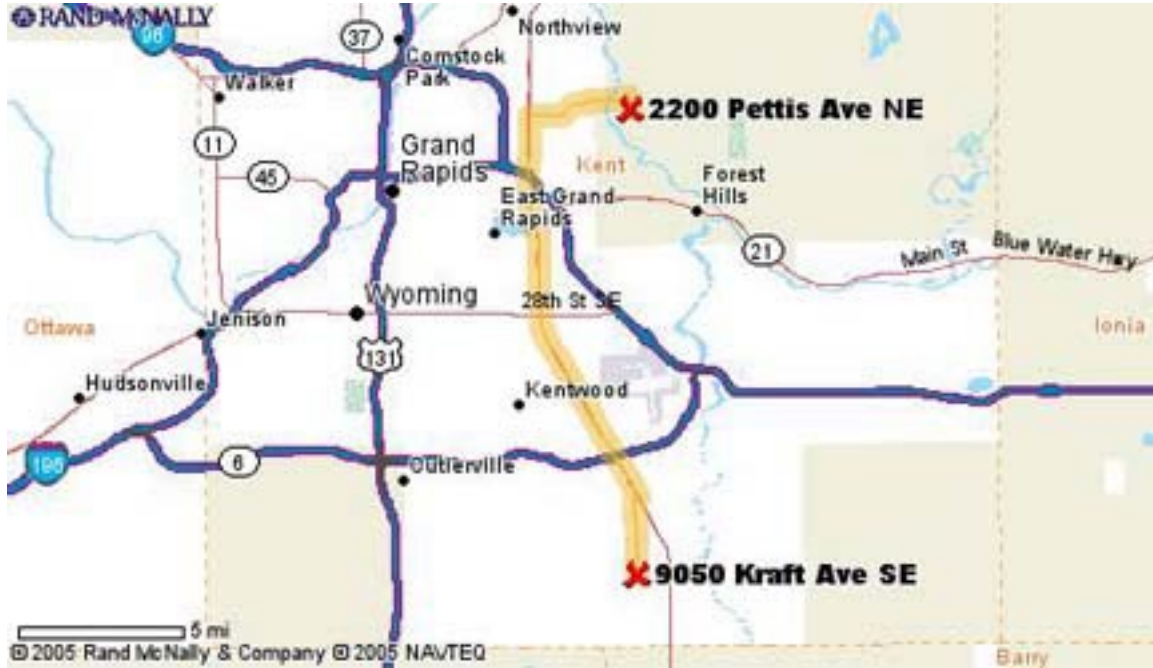 RAND McNALLY
96
37
Northview
Comstock
Park
Walker
2200 Pettis Ave NE
11
Grand
Rapids
Kent
45
Forest
Hills
East Grand
Rapids
21
Main St
Blue Water Hwy
Wyoming
28th St SE
Ottawa
Jenison
Ionia
131
Hudsonville
Kentwood
196
6
Cutlerville
9050 Kraft Ave SE
5 mi
© 2005 Rand McNally & Company © 2005 NAVTEQ
Barry